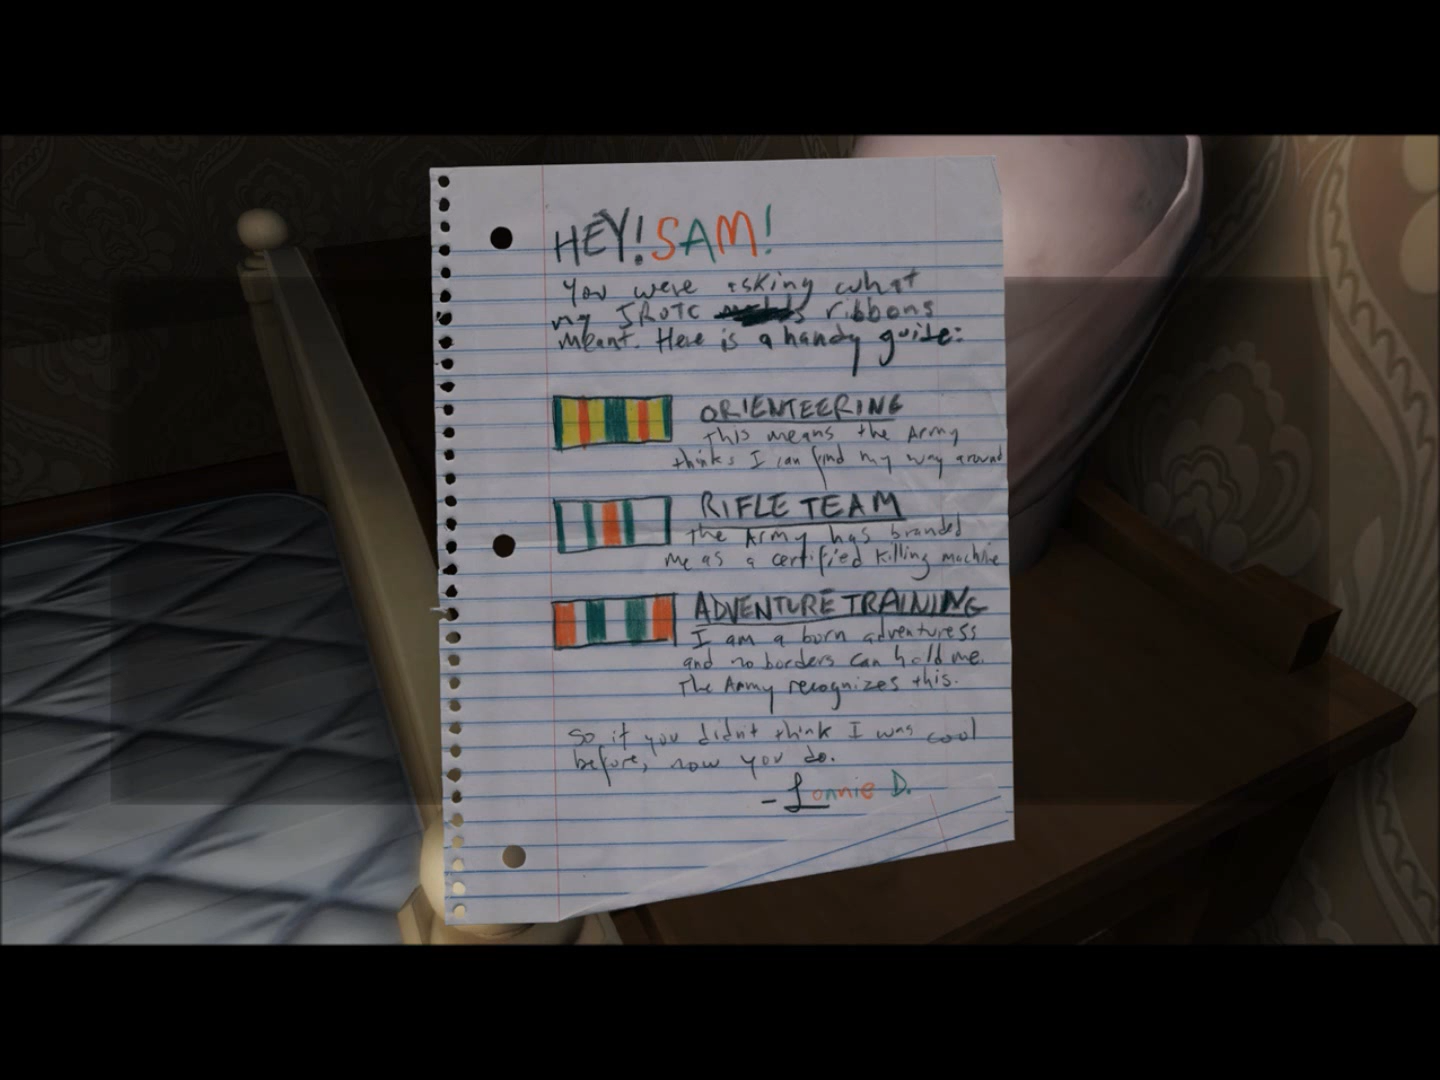 HEY! SAM!
You were asking what
my JROTC ribbons
meant. Here is a handy guide:
ORIENTEERING
This means the Army
thinks I can find my way around
RIFLE TEAM
The Army has branded
me as a certified killing machine
ADVENTURE TRAINING
I am a born adventuress
and no borders can hold me.
The Army recognizes this.
So if you didn't think I was cool
before, now you do.
- Lonnie D.